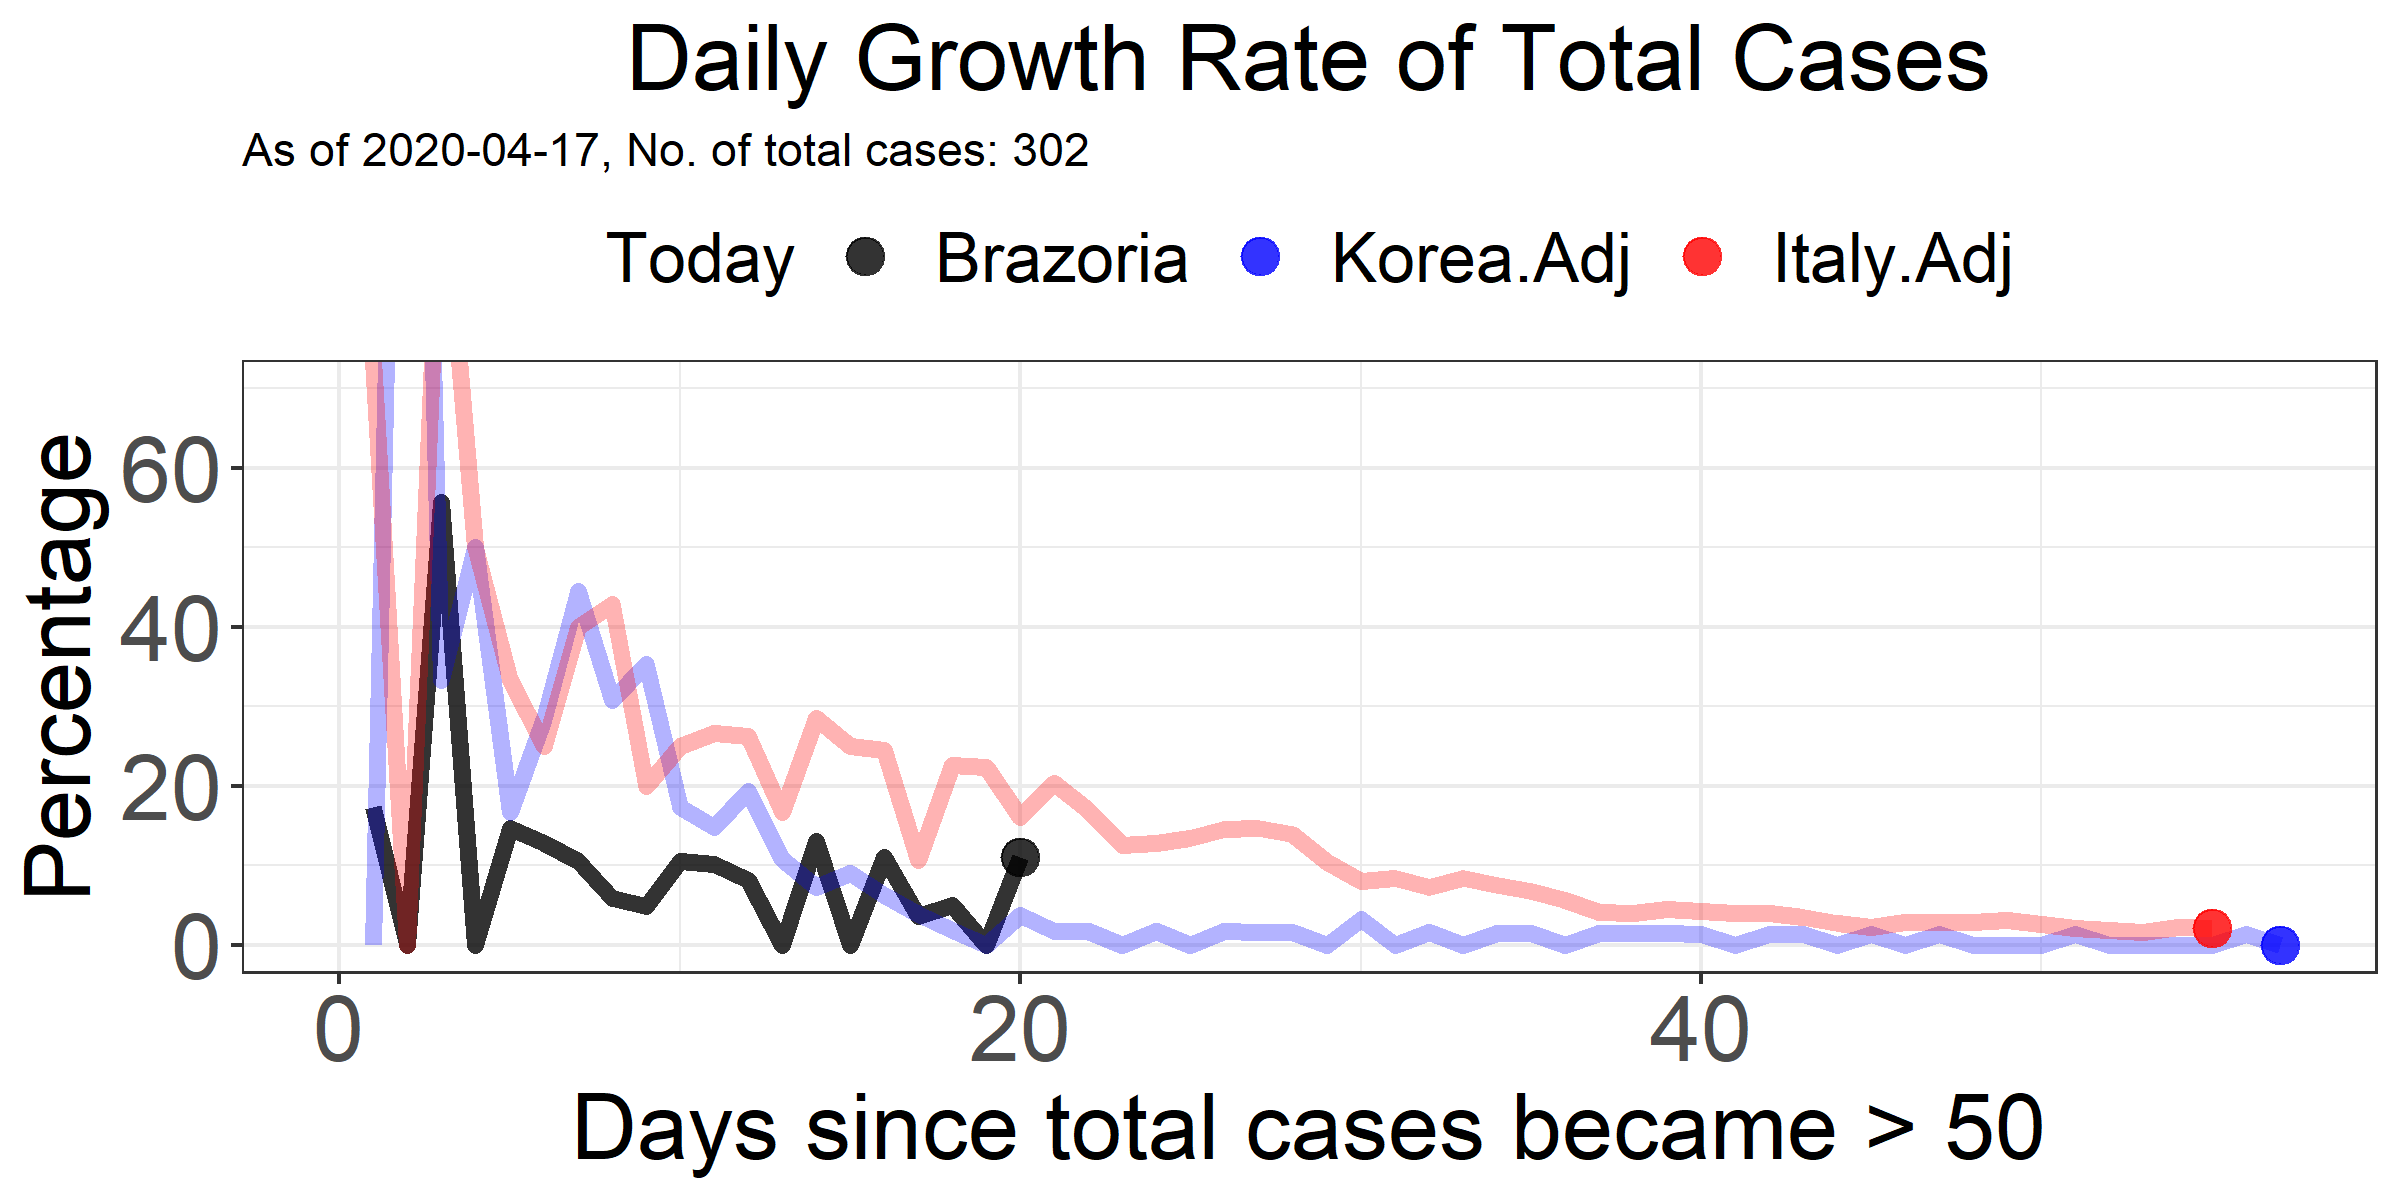 Daily Growth Rate of Total Cases
As of 2020-04-17, No. of total cases: 302
Today Brazoria Korea.Adj Italy.Adj
Percentage
60
40
20
0
0 20 40
Days since total cases became > 50